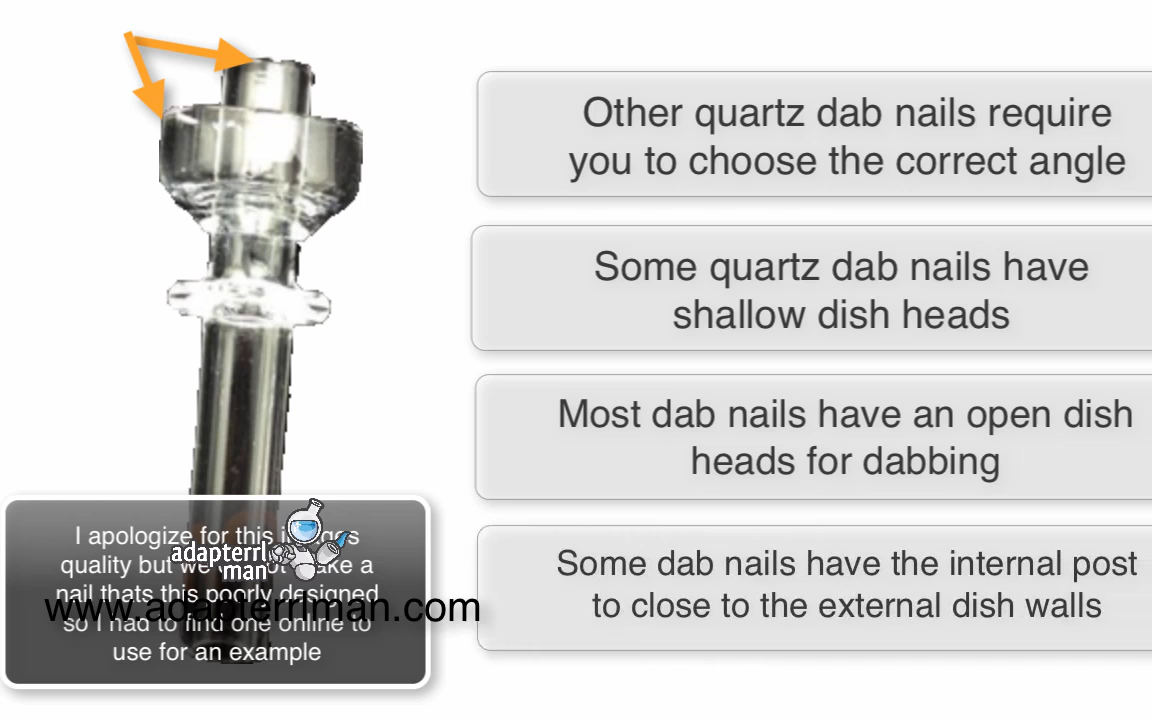 Other quartz dab nails require
you to choose the correct angle
Some quartz dab nails have
shallow dish heads
Most dab nails have an open dish
heads for dabbing
Some dab nails have the internal post
to close to the external dish walls
I apologize for this
quality but we a
nail thats this poorly designed
so I had to find one online to
use for an example
adapterrl
man
www.adapterrlman.com